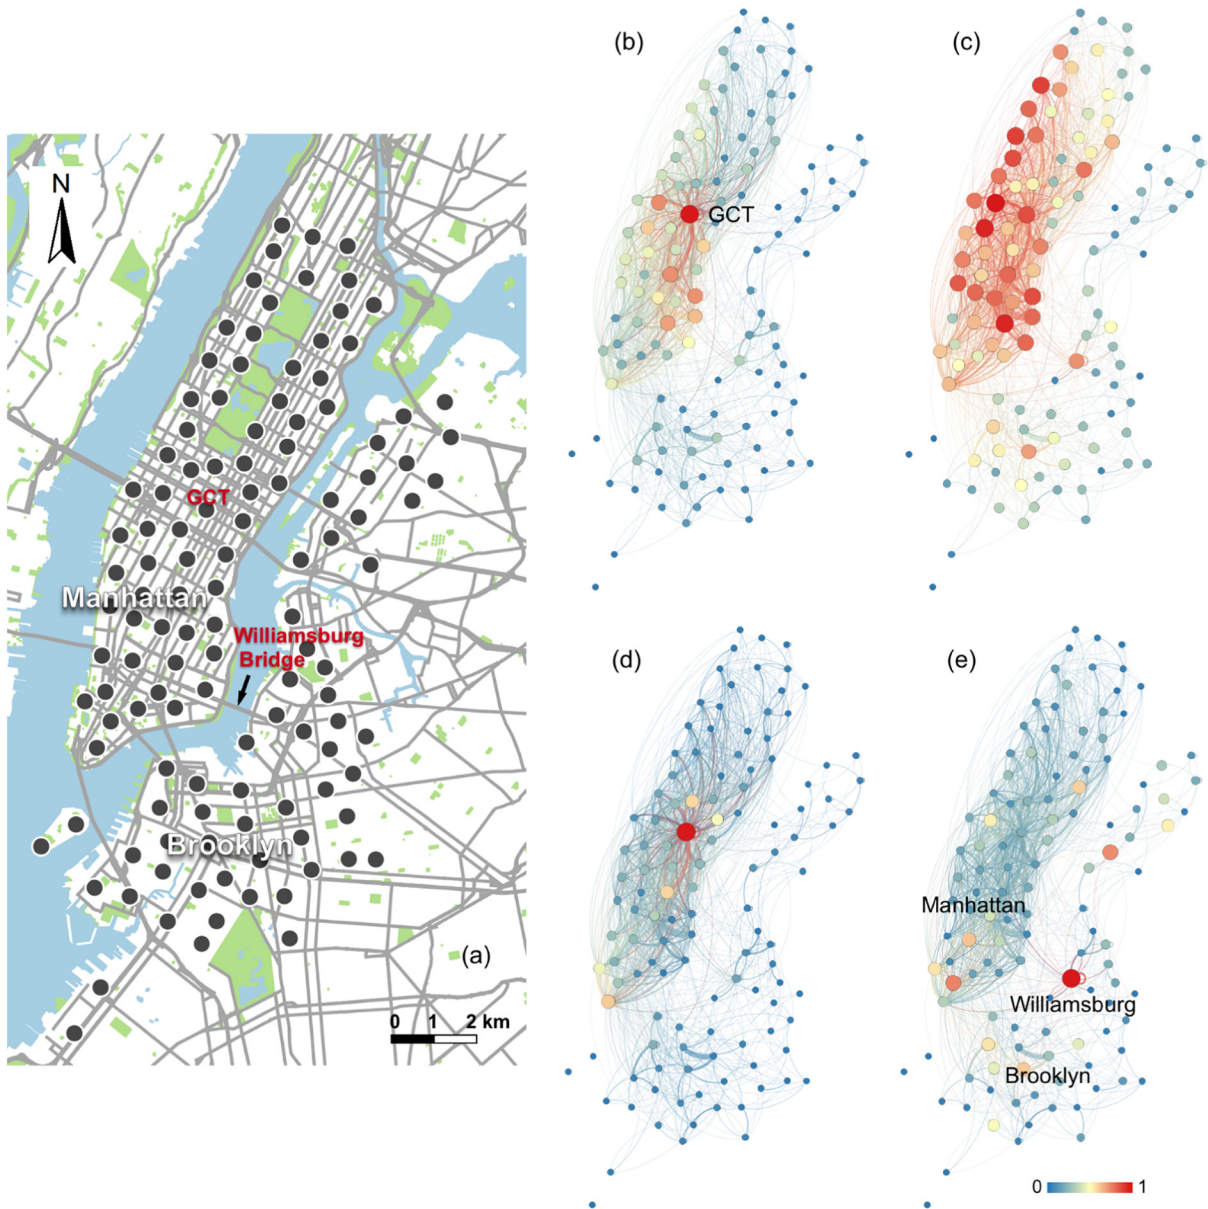 N
GCT
Manhattan
Williamsburg
Bridge
Brooklyn
(a)
0 1 2 km
(b)
GCT
(c)
(d)
(e)
Manhattan
Williamsburg
Brooklyn
0 1